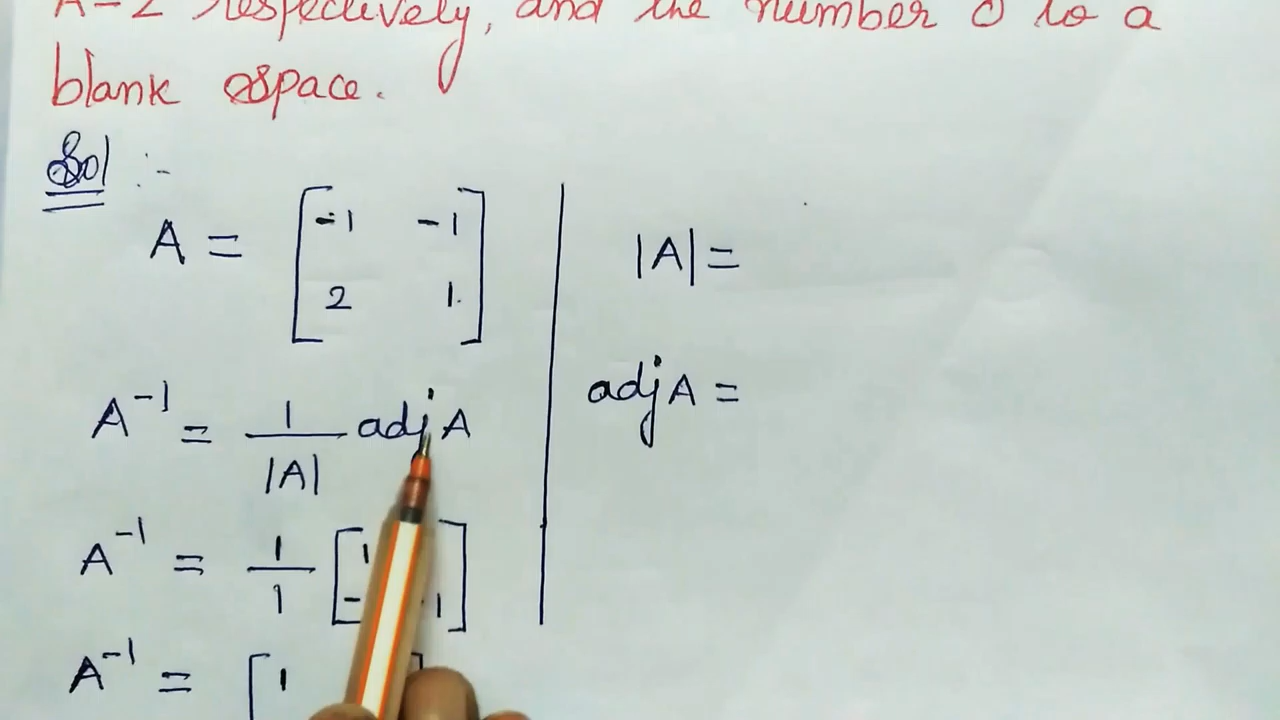 A-Z respectively, and the number 0 to a
blank space.
Sol :-
A = [ -1 -1
2 1 ]
A⁻¹ = 1/|A| adj A
A⁻¹ = 1/1 [ 1
- 1 ]
A⁻¹ = [ 1
|A| =
adj A =